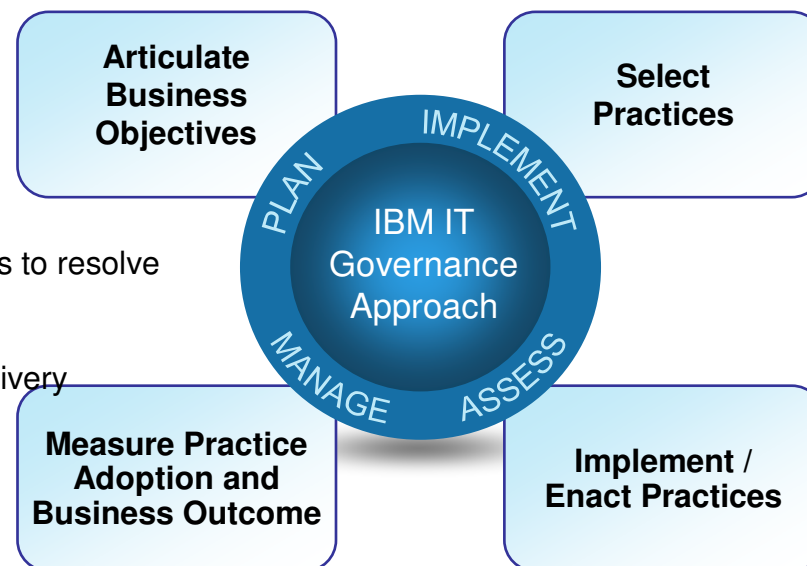 Articulate
Business
Objectives
Select
Practices
PLAN
IMPLEMENT
IBM IT
Governance
Approach
s to resolve
ivery
MANAGE
ASSESS
Measure Practice
Adoption and
Business Outcome
Implement /
Enact Practices